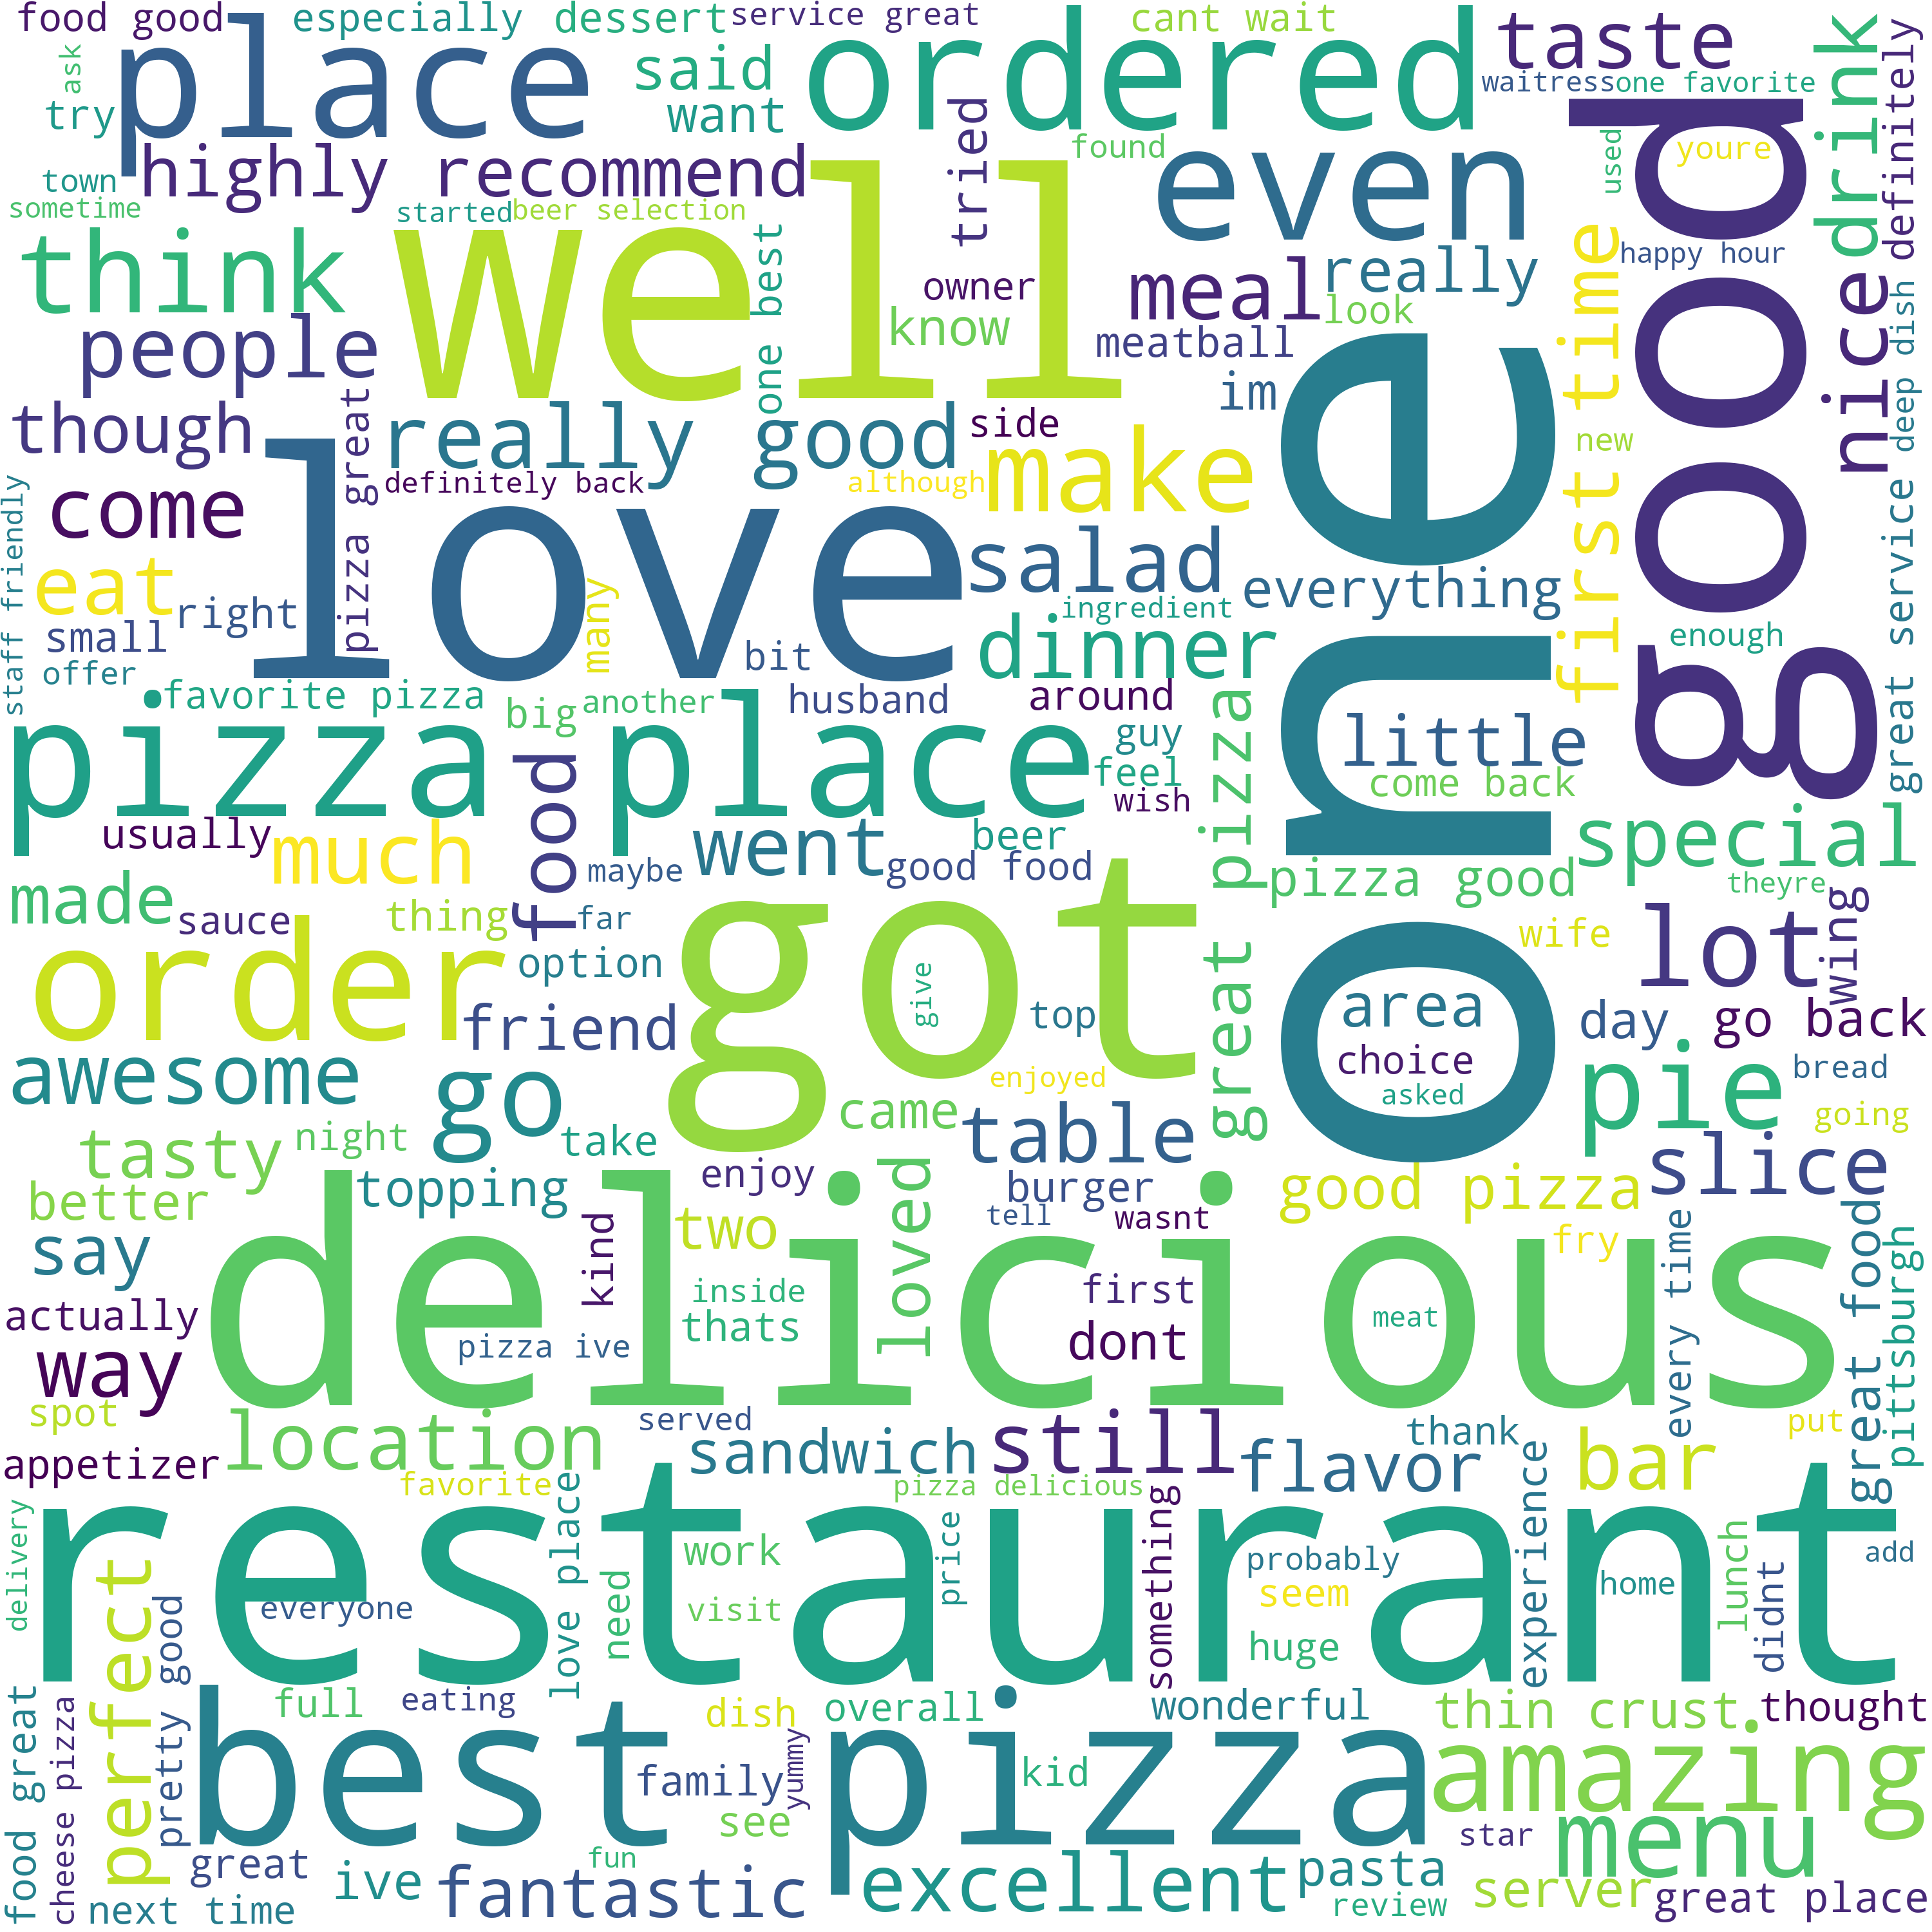 food good
especially
dessert
service great
cant wait
taste
ask
place
said
ordered
waitress
one favorite
drink
definitely
try
want
tried
found
used
youre
town
highly recommend
even
good
sometime
started
beer selection
well
happy hour
think
one best
owner
know
meal
really
look
first time
nice
deep dish
people
meatball
im
though
pizza great
really good
side
one
new
come
definitely back
although
make
love
salad
everything
staff friendly
eat
right
many
ingredient
small
offer
bit
dinner
enough
great service
favorite pizza
big
another
husband
around
great pizza
little
pizza place
guy
feel
come back
food
wish
usually
much
went
beer
special
maybe
good food
pizza good
theyre
made
sauce
thing
far
got
wife
lot
wing
order
option
give
top
area
day
go back
friend
choice
awesome
go
enjoyed
asked
pie
bread
came
table
going
tasty
night
take
slice
better
topping
enjoy
burger
good pizza
say
kind
two
loved
tell
wasnt
fry
every time
great food
pittsburgh
delicious
inside
first
actually
pizza ive
thats
dont
meat
way
spot
location
served
sandwich
still
flavor
thank
bar
put
appetizer
favorite
love place
pizza delicious
something
experience
restaurant
delivery
perfect
pretty good
everyone
need
work
visit
price
probably
seem
home
lunch
didnt
add
huge
food great
cheese pizza
full
eating
dish
overall
wonderful
thin crust
thought
best pizza
family
yummy
kid
amazing
see
great
ive
fun
star
menu
next time
fantastic
excellent
pasta
review
server
great place